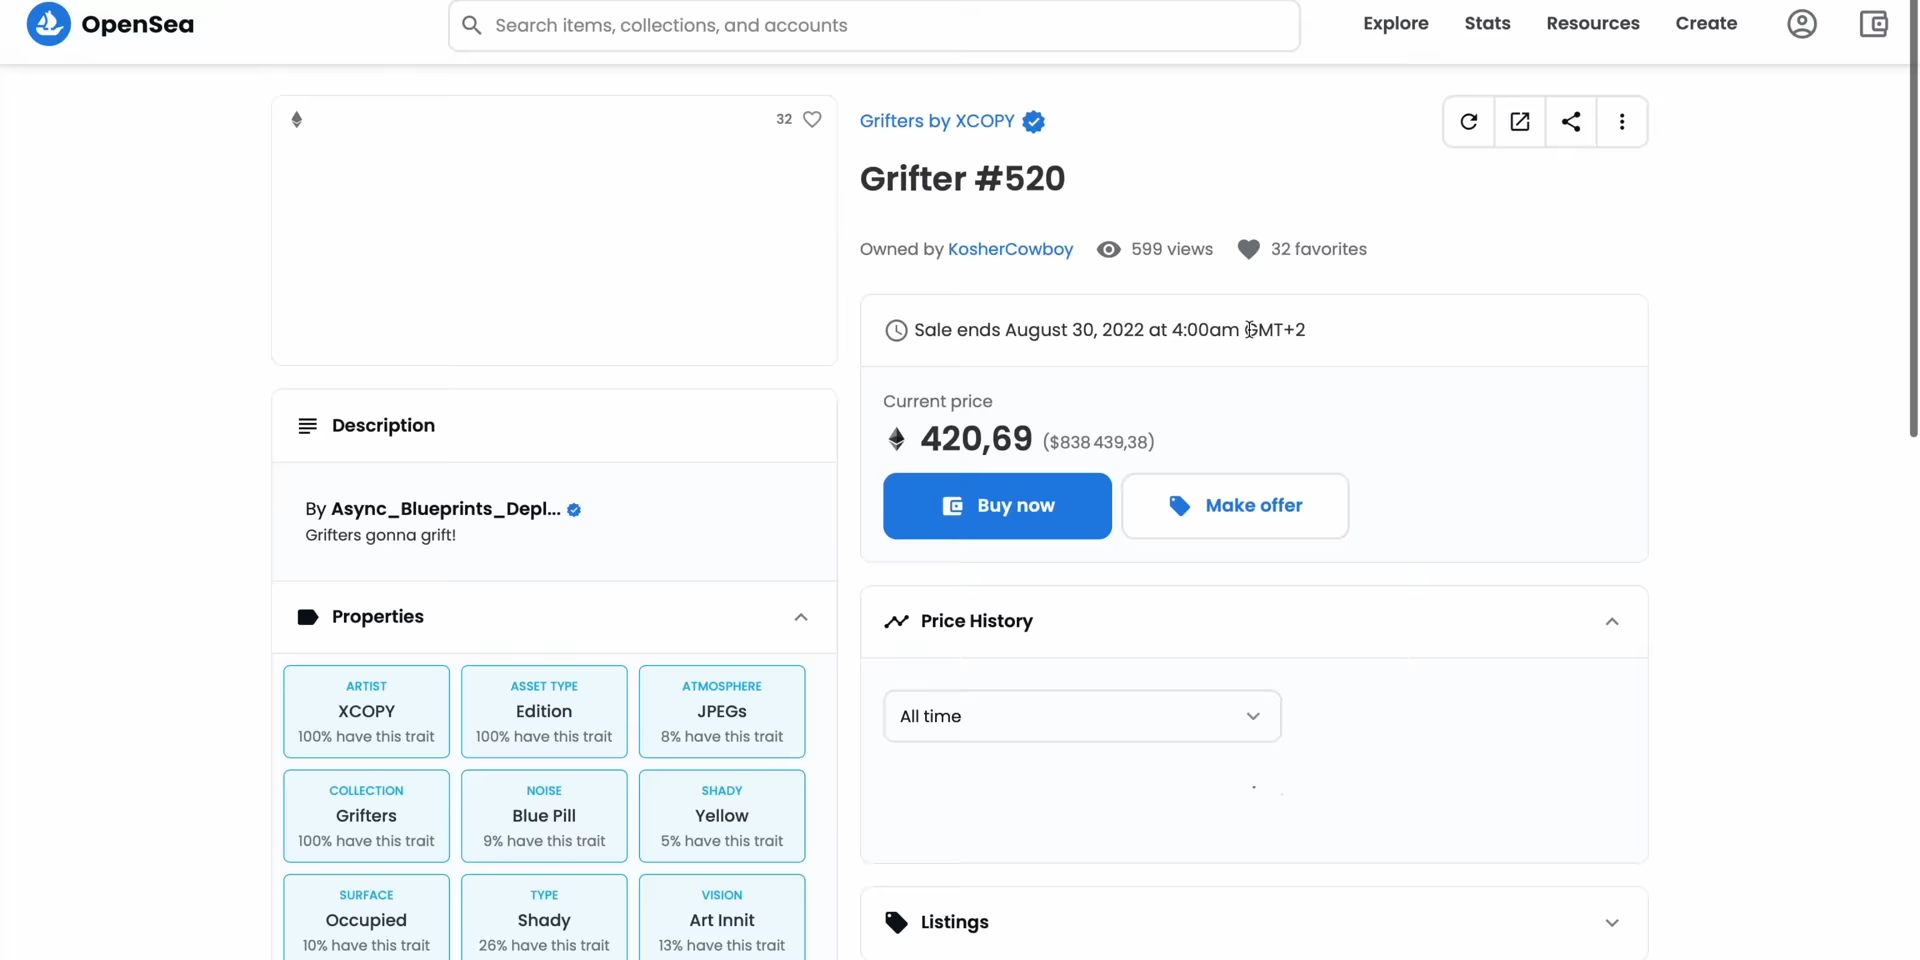 OpenSea
Search items, collections, and accounts
Explore
Stats
Resources
Create
32
Grifters by XCOPY
Grifter #520
Owned by KosherCowboy
599 views
32 favorites
Sale ends August 30, 2022 at 4:00am GMT+2
Current price
420,69 ($838 439,38)
Buy now
Make offer
Description
By Async_Blueprints_Depl...
Grifters gonna grift!
Properties
ARTIST
XCOPY
100% have this trait
ASSET TYPE
Edition
100% have this trait
ATMOSPHERE
JPEGs
8% have this trait
COLLECTION
Grifters
100% have this trait
NOISE
Blue Pill
9% have this trait
SHADY
Yellow
5% have this trait
SURFACE
Occupied
10% have this trait
TYPE
Shady
26% have this trait
VISION
Art Innit
13% have this trait
Price History
All time
Listings